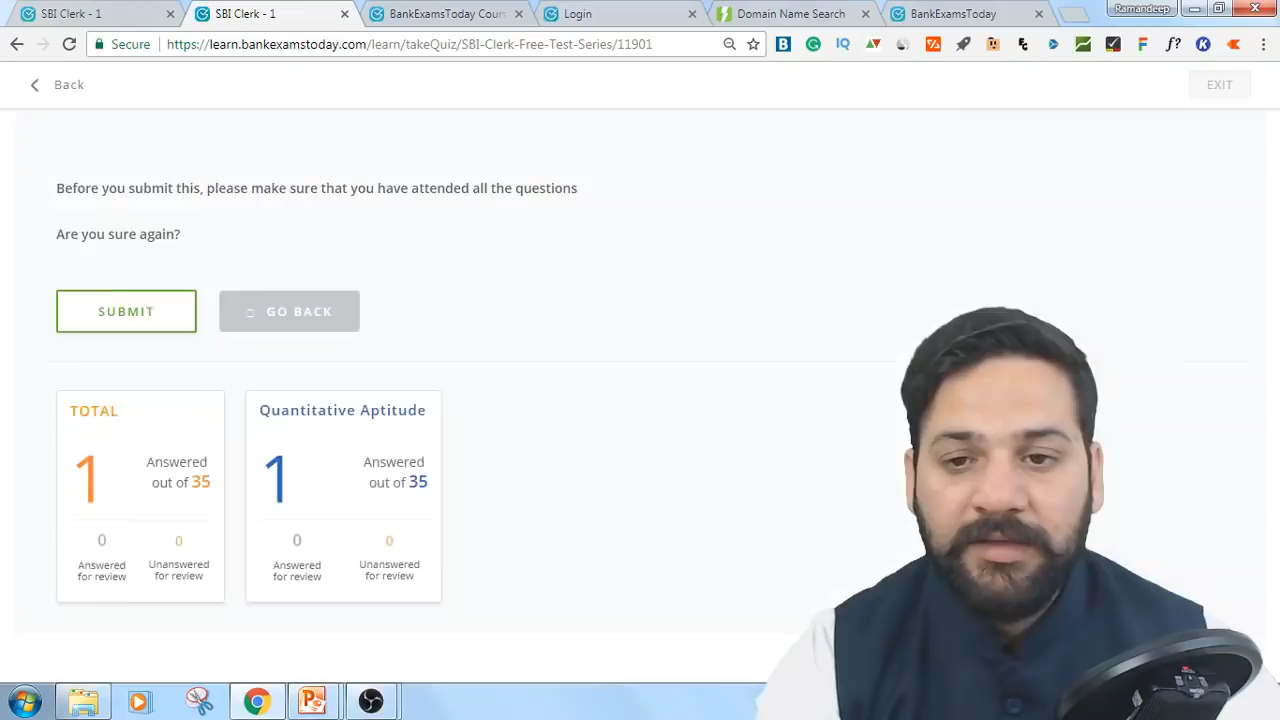 SBI Clerk - 1
SBI Clerk - 1
BankExamsToday Cours
Login
Domain Name Search
BankExamsToday
Ramandeep
Secure
https://learn.bankexamstoday.com/learn/takeQuiz/SBI-Clerk-Free-Test-Series/11901
Back
EXIT
Before you submit this, please make sure that you have attended all the questions
Are you sure again?
SUBMIT
GO BACK
TOTAL
1
Answered
out of 35
0
Answered
for review
0
Unanswered
for review
Quantitative Aptitude
1
Answered
out of 35
0
Answered
for review
0
Unanswered
for review